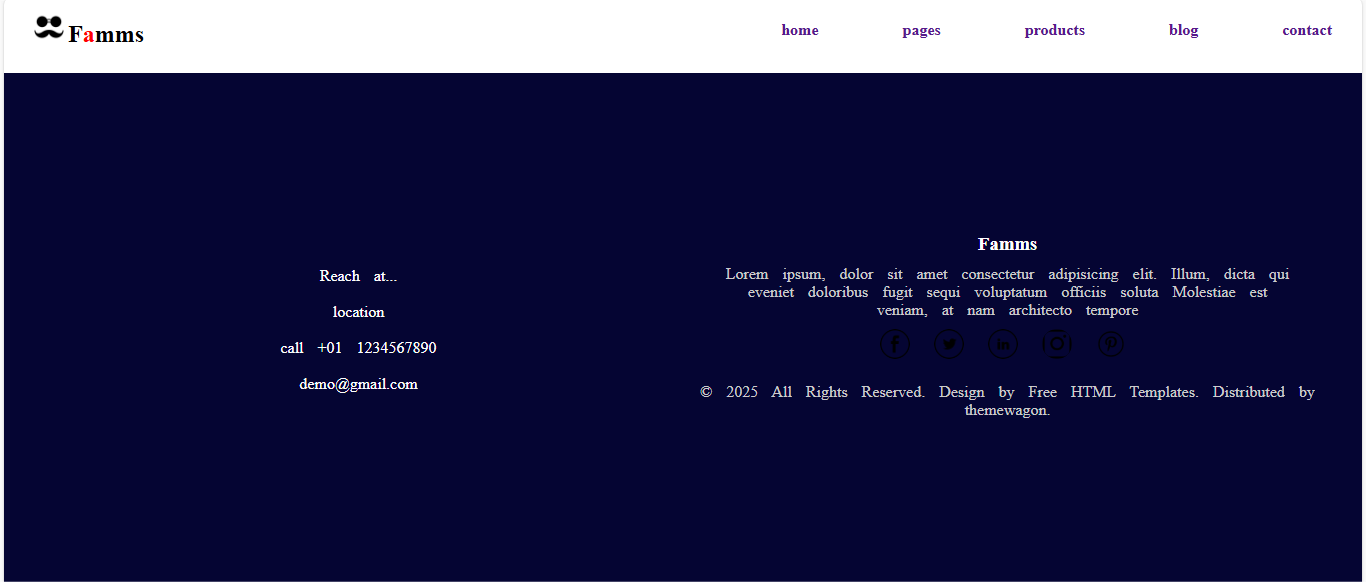 Famms
home pages products blog contact
Reach at...
location
call +01 1234567890
demo@gmail.com
Famms
Lorem ipsum, dolor sit amet consectetur adipisicing elit. Illum, dicta qui
eveniet doloribus fugit sequi voluptatum officiis soluta Molestiae est
veniam, at nam architecto tempore
© 2025 All Rights Reserved. Design by Free HTML Templates. Distributed by
themewagon.